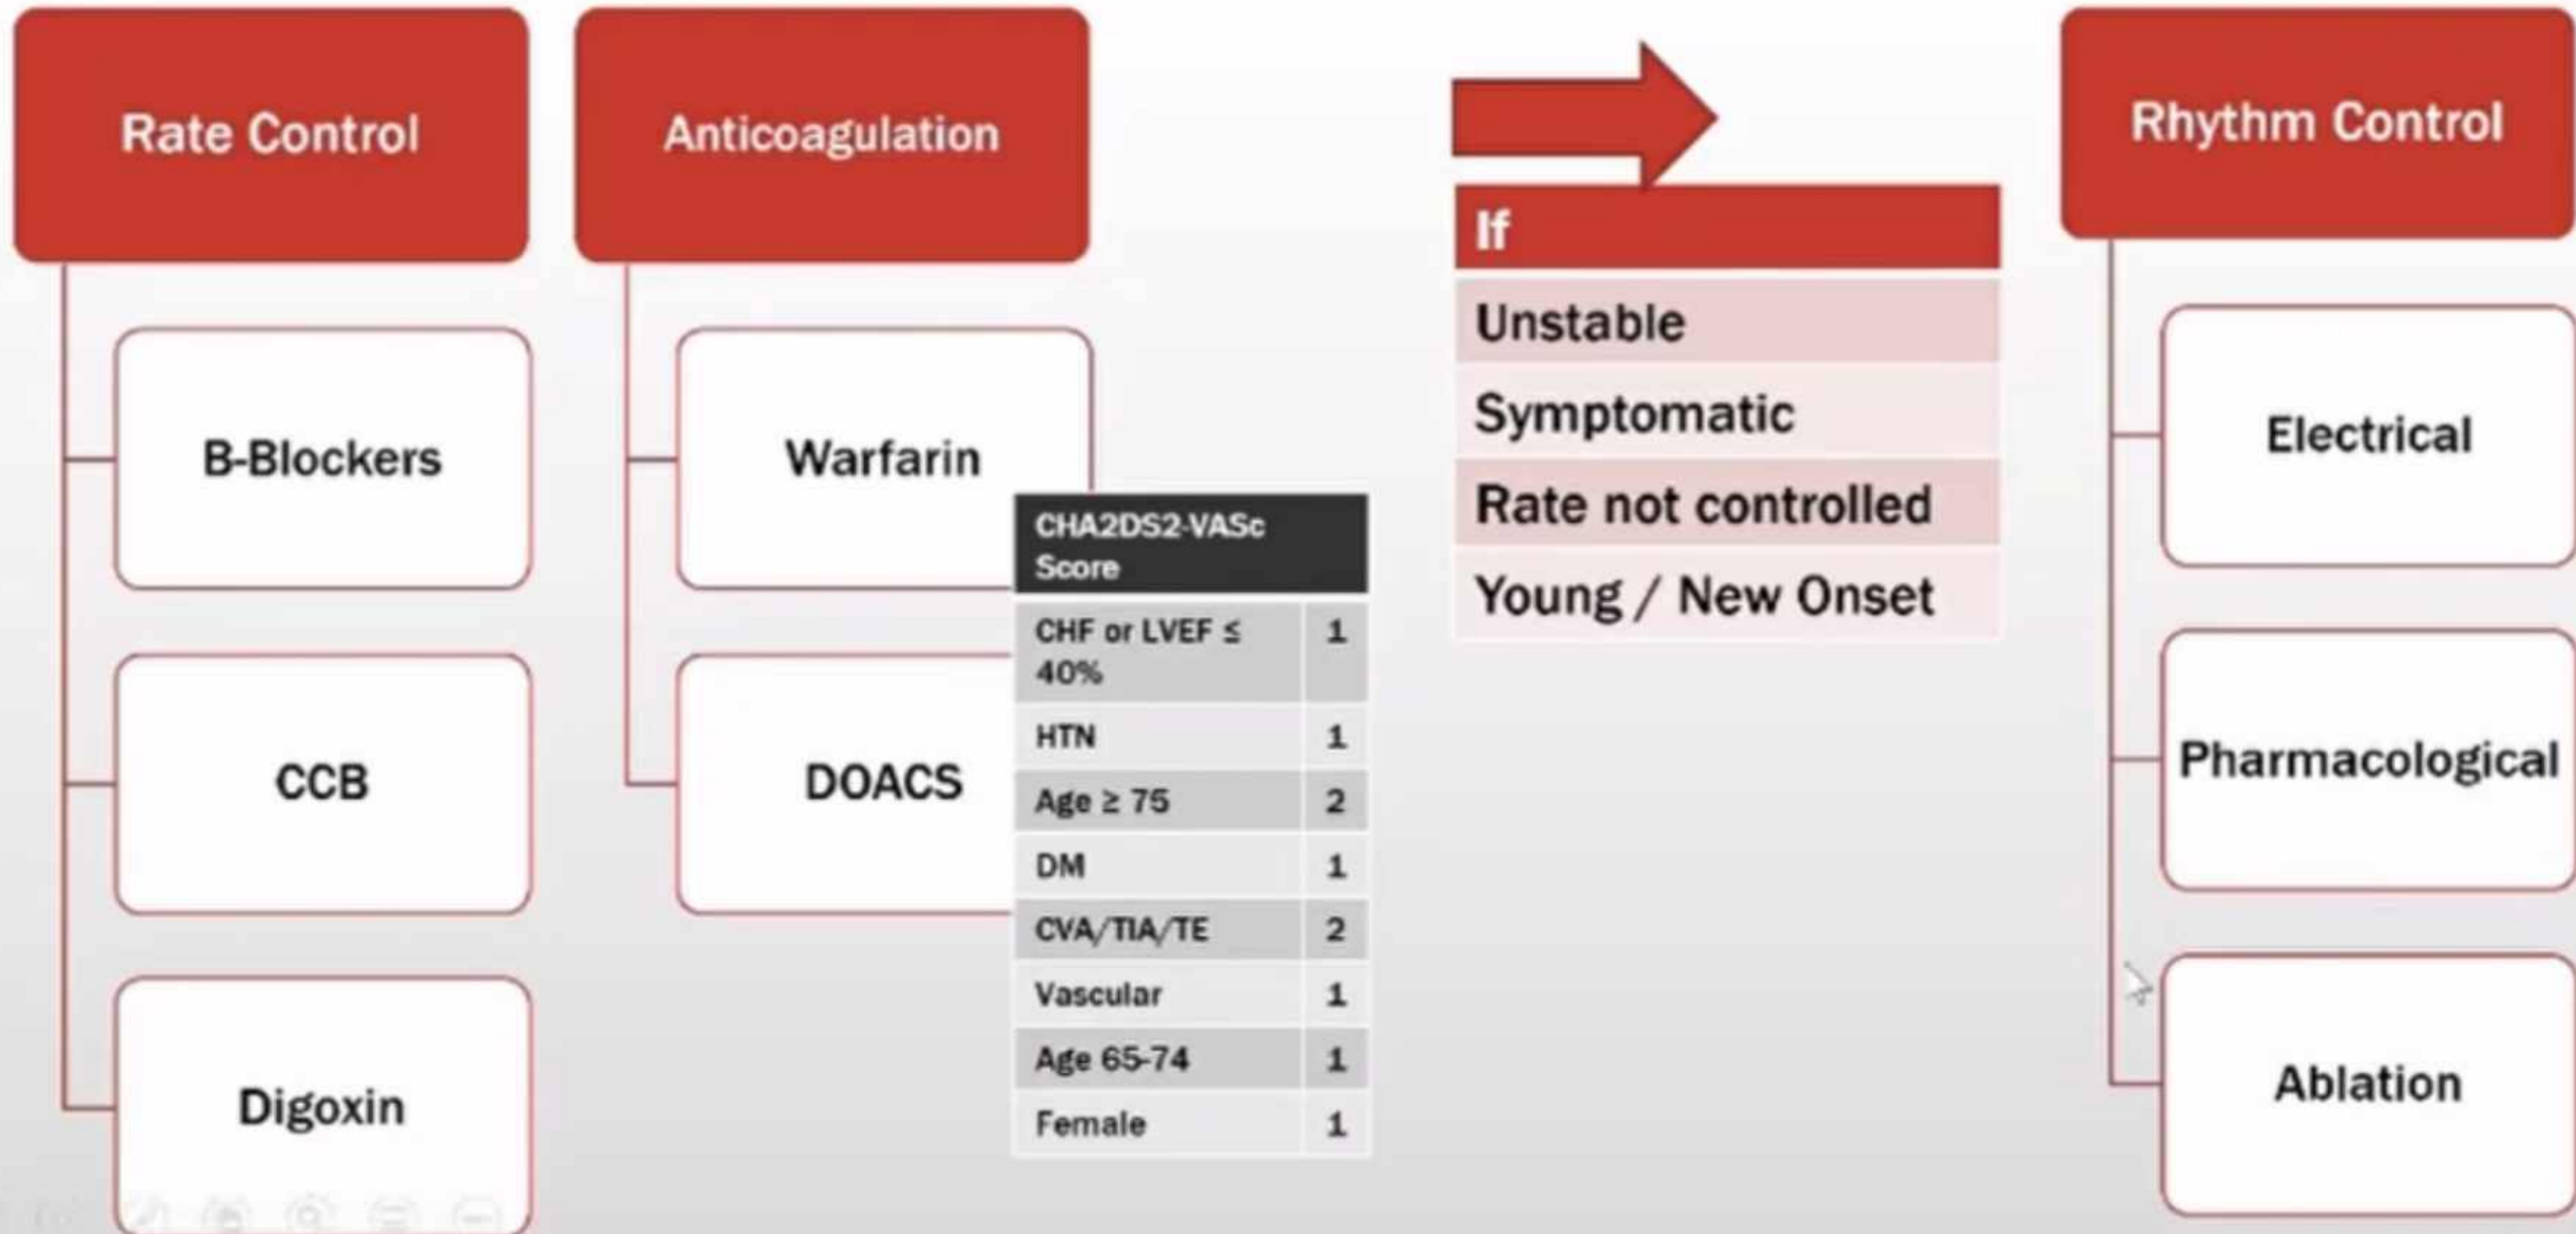 Rate Control
B-Blockers
CCB
Digoxin
Anticoagulation
Warfarin
DOACS
CHA2DS2-VASc
Score
CHF or LVEF ≤ 1
40%
HTN 1
Age ≥ 75 2
DM 1
CVA/TIA/TE 2
Vascular 1
Age 65-74 1
Female 1
If
Unstable
Symptomatic
Rate not controlled
Young / New Onset
Rhythm Control
Electrical
Pharmacological
Ablation